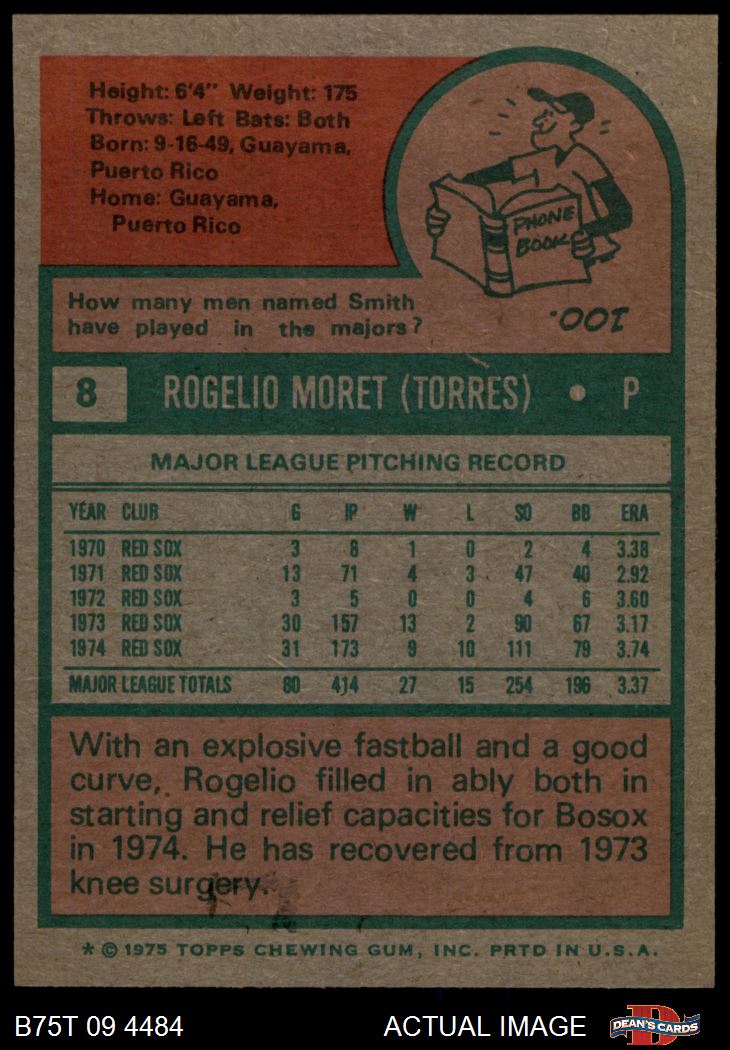 Height: 6'4" Weight: 175
Throws: Left Bats: Both
Born: 9-16-49, Guayama,
Puerto Rico
Home: Guayama,
Puerto Rico
PHONE
BOOK
How many men named Smith
have played in the majors?
100.
8 ROGELIO MORET (TORRES) • P
MAJOR LEAGUE PITCHING RECORD
YEAR CLUB G IP W L SO BB ERA
1970 RED SOX 3 8 1 0 2 4 3.38
1971 RED SOX 13 71 4 3 47 40 2.92
1972 RED SOX 3 5 0 0 4 6 3.60
1973 RED SOX 30 157 13 2 90 67 3.17
1974 RED SOX 31 173 9 10 111 79 3.74
MAJOR LEAGUE TOTALS 80 414 27 15 254 196 3.37
With an explosive fastball and a good
curve, Rogelio filled in ably both in
starting and relief capacities for Bosox
in 1974. He has recovered from 1973
knee surgery.
* © 1975 TOPPS CHEWING GUM, INC. PRTD IN U.S.A.
B75T 09 4484 ACTUAL IMAGE DEAN'S CARDS